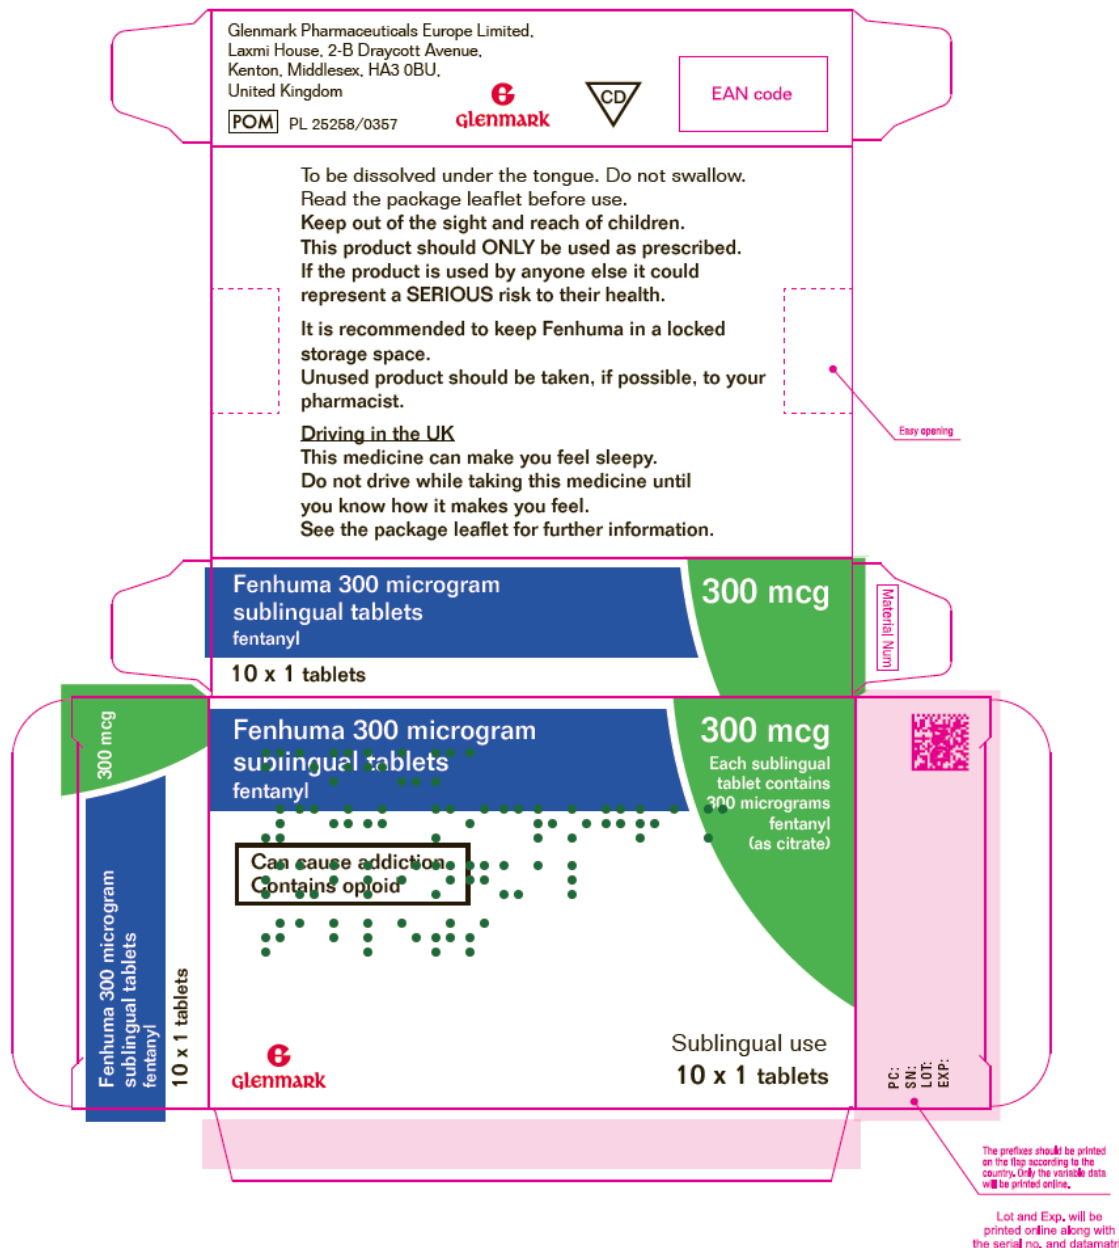 Glenmark Pharmaceuticals Europe Limited,
Laxmi House, 2-B Draycott Avenue,
Kenton, Middlesex, HA3 0BU,
United Kingdom
POM PL 25258/0357
GLENMARK
CD
EAN code
To be dissolved under the tongue. Do not swallow.
Read the package leaflet before use.
Keep out of the sight and reach of children.
This product should ONLY be used as prescribed.
If the product is used by anyone else it could
represent a SERIOUS risk to their health.
It is recommended to keep Fenhuma in a locked
storage space.
Unused product should be taken, if possible, to your
pharmacist.
Driving in the UK
This medicine can make you feel sleepy.
Do not drive while taking this medicine until
you know how it makes you feel.
See the package leaflet for further information.
Easy opening
Fenhuma 300 microgram
sublingual tablets
fentanyl
10 x 1 tablets
300 mcg
Material Num
300 mcg
Fenhuma 300 microgram
sublingual tablets
fentanyl
10 x 1 tablets
Fenhuma 300 microgram
sublingual tablets
fentanyl
300 mcg
Each sublingual
tablet contains
300 micrograms
fentanyl
(as citrate)
Can cause addiction
Contains opioid
GLENMARK
Sublingual use
10 x 1 tablets
PC:
SN:
LOT:
EXP:
The prefixes should be printed
on the flap according to the
country. Only the variable data
will be printed online.
Lot and Exp. will be
printed online along with
the serial no. and datamatr